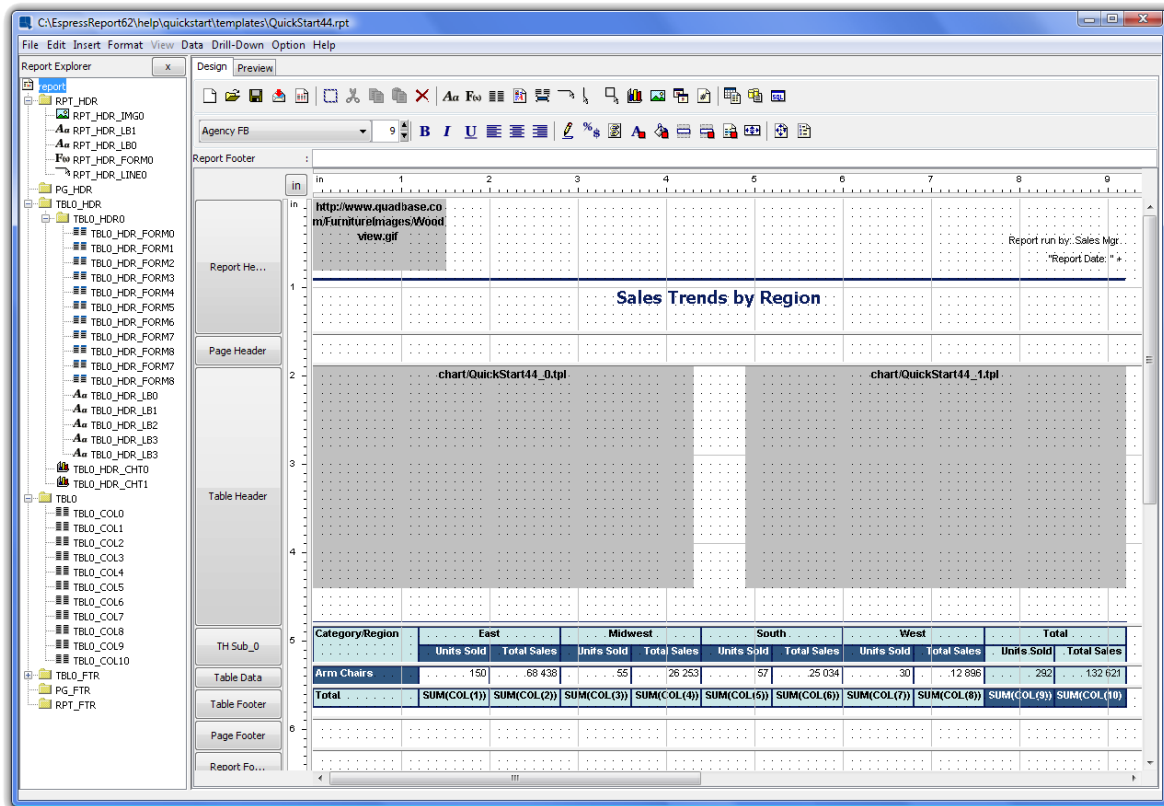 C:\EspressReport62\help\quickstart\templates\QuickStart44.rpt
File Edit Insert Format View Data Drill-Down Option Help
Report Explorer x
report
RPT_HDR
RPT_HDR_IMG0
RPT_HDR_LB1
RPT_HDR_LB0
RPT_HDR_FORM0
RPT_HDR_LINE0
PG_HDR
TBL0_HDR
TBL0_HDR0
TBL0_HDR_FORM0
TBL0_HDR_FORM1
TBL0_HDR_FORM2
TBL0_HDR_FORM3
TBL0_HDR_FORM4
TBL0_HDR_FORM5
TBL0_HDR_FORM6
TBL0_HDR_FORM7
TBL0_HDR_FORM8
TBL0_HDR_FORM7
TBL0_HDR_FORM8
TBL0_HDR_LB0
TBL0_HDR_LB1
TBL0_HDR_LB2
TBL0_HDR_LB3
TBL0_HDR_LB3
TBL0_HDR_CHT0
TBL0_HDR_CHT1
TBL0
TBL0_COL0
TBL0_COL1
TBL0_COL2
TBL0_COL3
TBL0_COL4
TBL0_COL5
TBL0_COL6
TBL0_COL7
TBL0_COL8
TBL0_COL9
TBL0_COL10
TBL0_FTR
PG_FTR
RPT_FTR
Design Preview
Agency FB 9 B I U
Report Footer :
in in 1 2 3 4 5 6 7 8 9
in
http://www.quadbase.co
m/FurnitureImages/Wood
view.gif
Report run by: Sales Mgr
"Report Date: " +
Report He...
1
Sales Trends by Region
Page Header
2
chart/QuickStart44_0.tpl chart/QuickStart44_1.tpl
3
Table Header
4
5
TH Sub_0
Category/Region East Midwest South West Total
Units Sold Total Sales Units Sold Total Sales Units Sold Total Sales Units Sold Total Sales Units Sold Total Sales
Table Data
Arm Chairs 150 68 438 55 26 253 57 25 034 30 12 896 292 132 621
Table Footer
Total SUM(COL(1)) SUM(COL(2)) SUM(COL(3)) SUM(COL(4)) SUM(COL(5)) SUM(COL(6)) SUM(COL(7)) SUM(COL(8)) SUM(COL(9)) SUM(COL(10)
6
Page Footer
Report Fo...